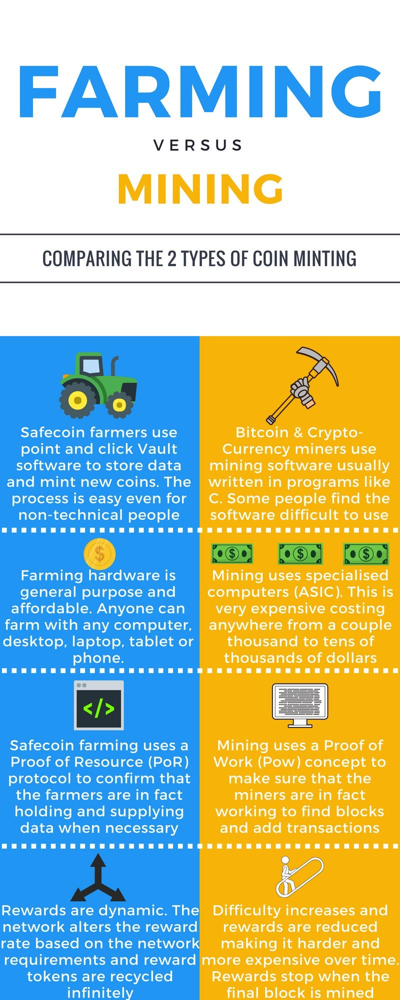 FARMING
VERSUS
MINING
COMPARING THE 2 TYPES OF COIN MINTING
Safecoin farmers use
point and click Vault
software to store data
and mint new coins. The
process is easy even for
non-technical people
Bitcoin & Crypto-
Currency miners use
mining software usually
written in programs like
C. Some people find the
software difficult to use
$
$
$
$
Farming hardware is
general purpose and
affordable. Anyone can
farm with any computer,
desktop, laptop, tablet or
phone.
Mining uses specialised
computers (ASIC). This is
very expensive costing
anywhere from a couple
thousand to tens of
thousands of dollars
</>
Safecoin farming uses a
Proof of Resource (PoR)
protocol to confirm that
the farmers are in fact
holding and supplying
data when necessary
Mining uses a Proof of
Work (Pow) concept to
make sure that the
miners are in fact
working to find blocks
and add transactions
Rewards are dynamic. The
network alters the reward
rate based on the network
requirements and reward
tokens are recycled
infinitely
Difficulty increases and
rewards are reduced
making it harder and
more expensive over time.
Rewards stop when the
final block is mined